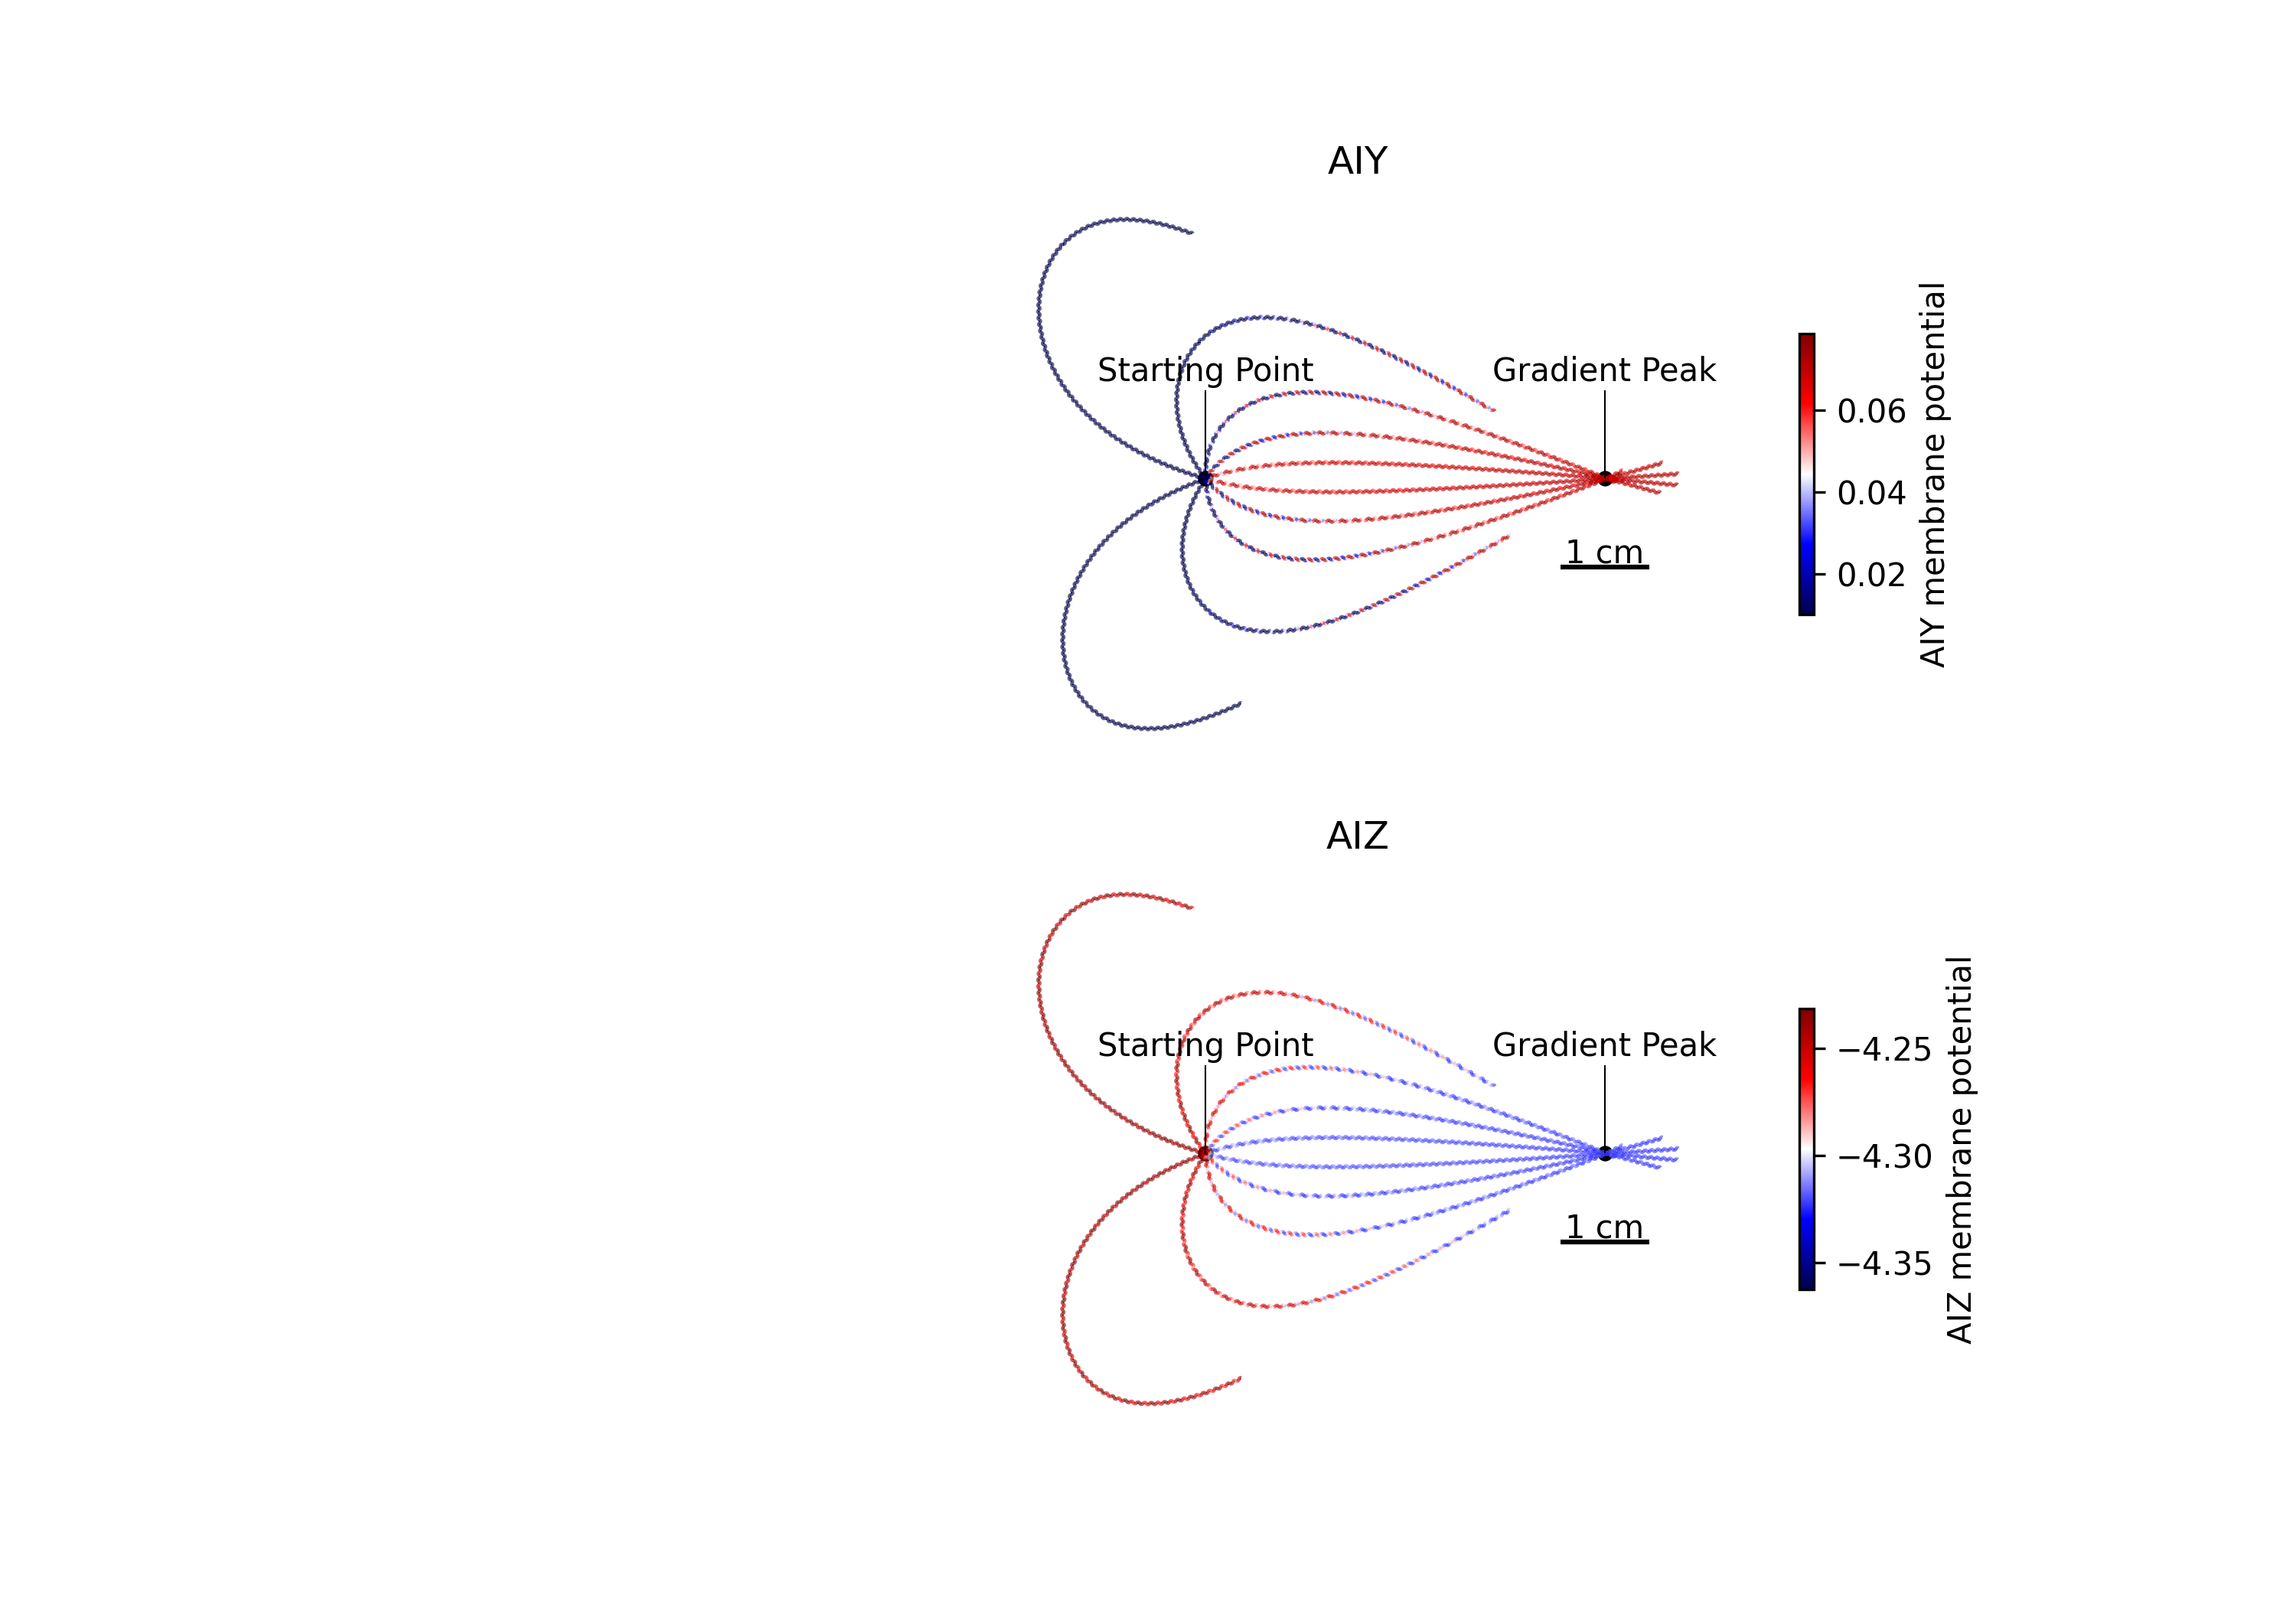 AIY
Starting Point
Gradient Peak
1 cm
0.06
0.04
0.02
AIY membrane potential
AIZ
Starting Point
Gradient Peak
1 cm
−4.25
−4.30
−4.35
AIZ membrane potential